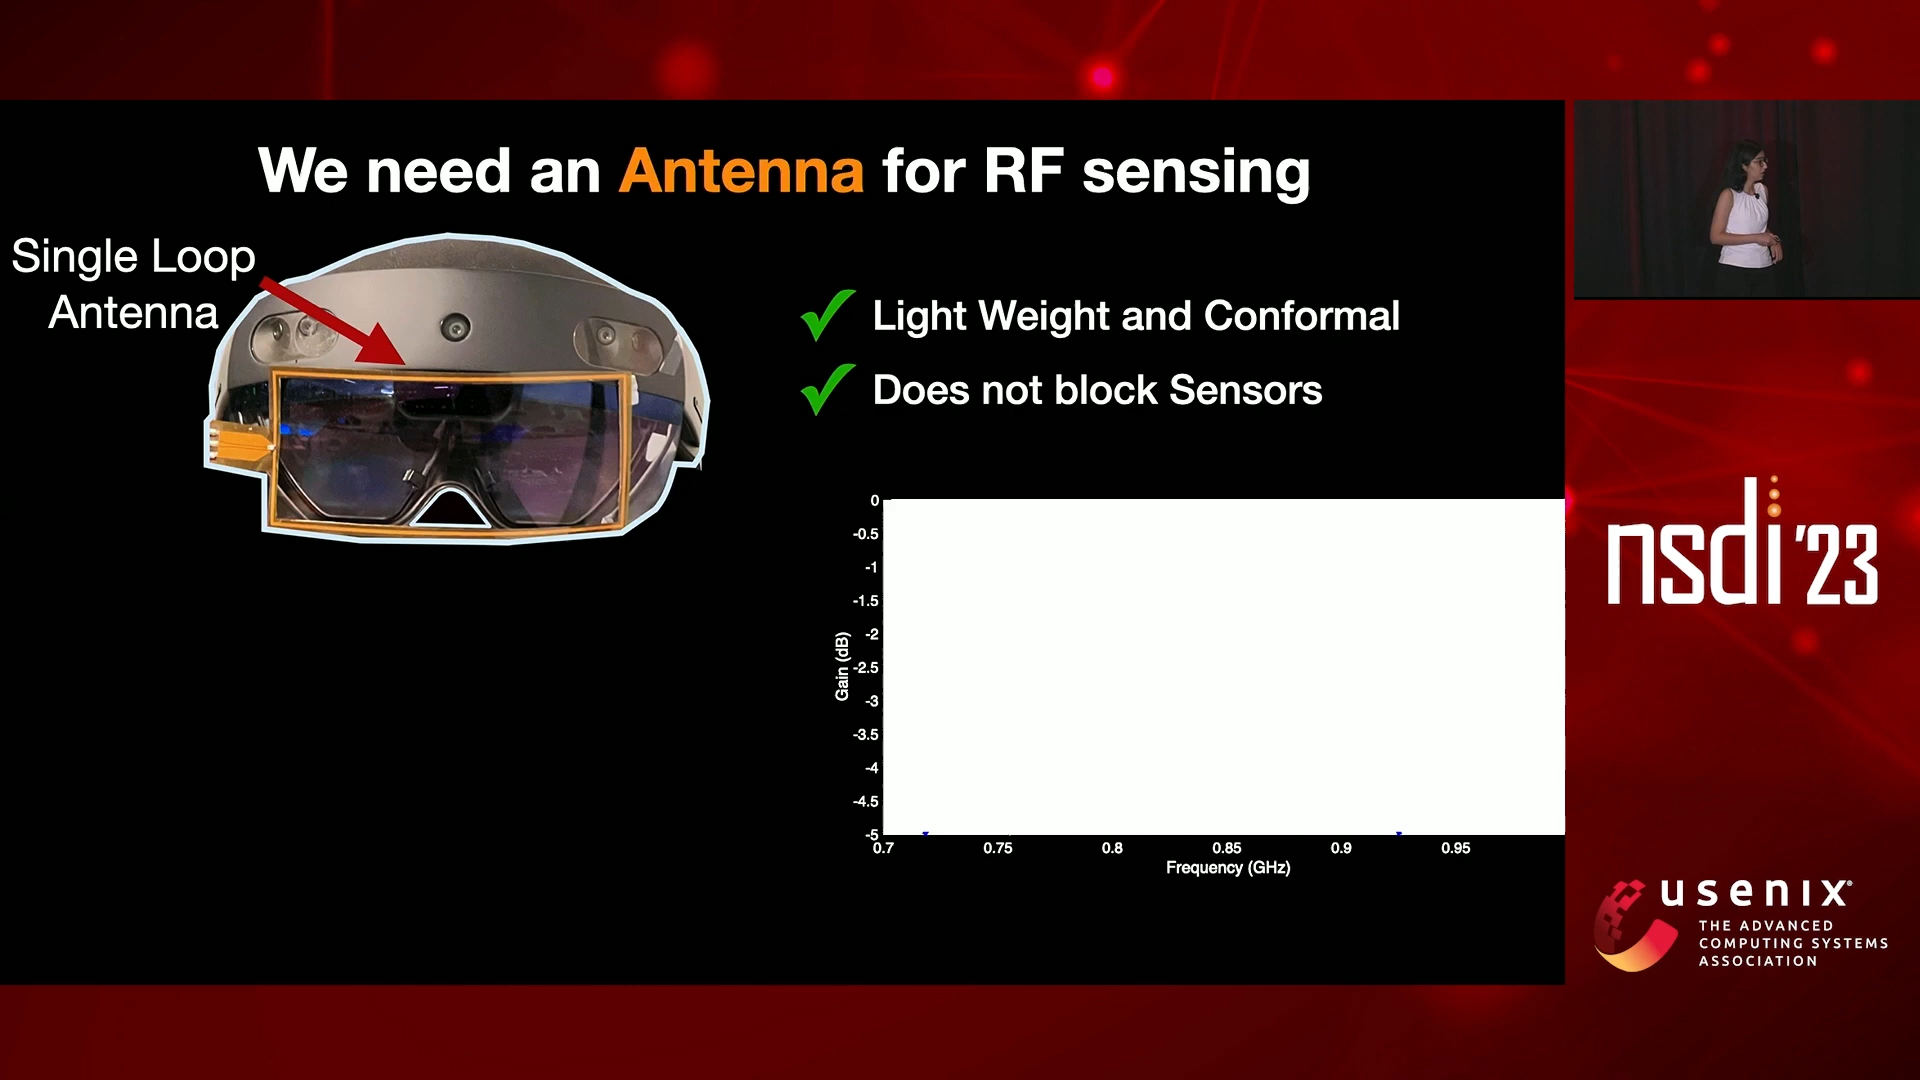 We need an Antenna for RF sensing
Single Loop
Antenna
Light Weight and Conformal
Does not block Sensors
0
-0.5
-1
-1.5
-2
-2.5
-3
-3.5
-4
-4.5
-5
Gain (dB)
0.7 0.75 0.8 0.85 0.9 0.95
Frequency (GHz)
nsdi '23
usenix®
THE ADVANCED
COMPUTING SYSTEMS
ASSOCIATION